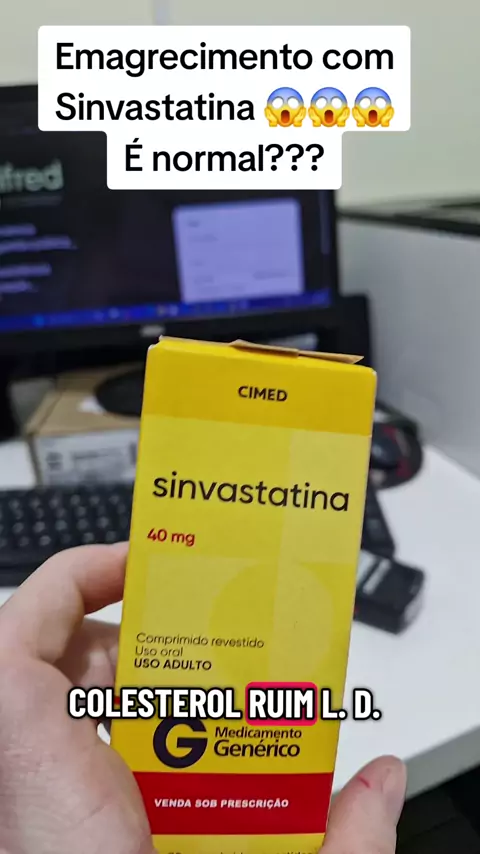 Emagrecimento com
Sinvastatina 😱😱😱
É normal???
CIMED
sinvastatina
40 mg
Comprimido revestido
Uso oral
USO ADULTO
COLESTEROL RUIM L. D.
G Medicamento
Genérico
VENDA SOB PRESCRIÇÃO